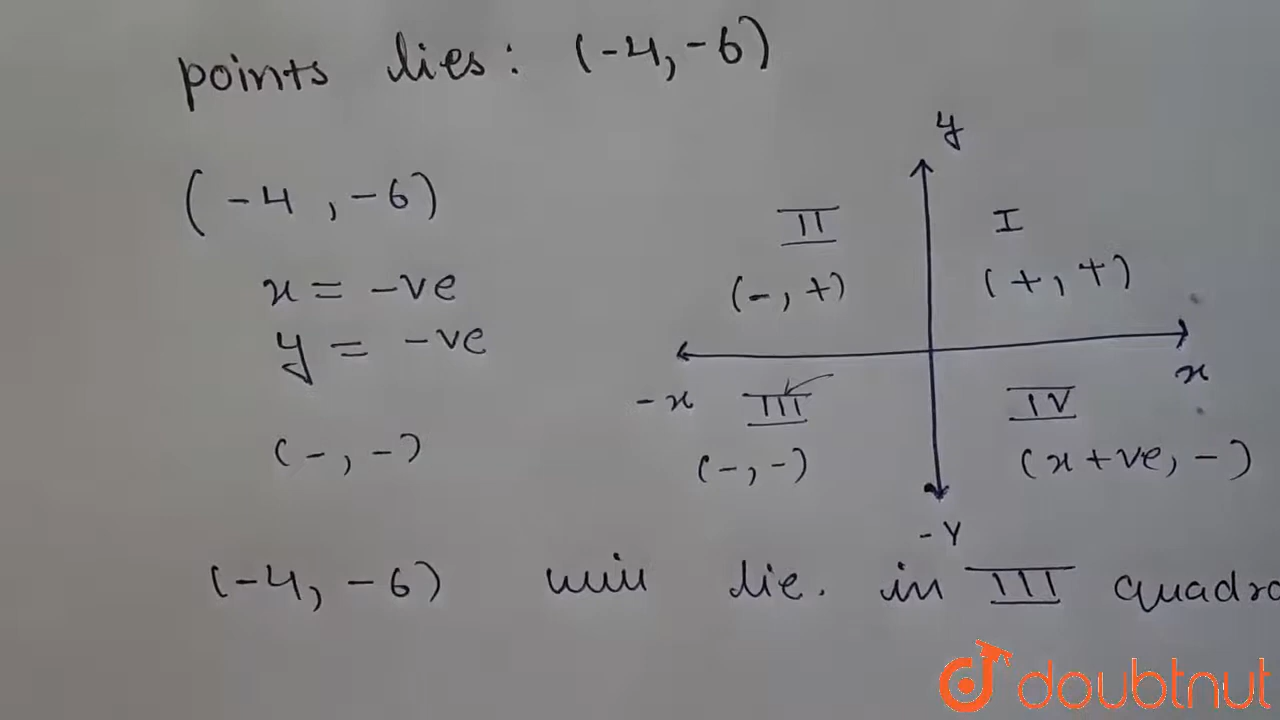 points lies: (-4, -6)
(-4, -6)
x = -ve
y = -ve
(-, -)
y
II
I
(-, +)
(+, +)
-x
x
III
IV
(-, -)
(x+ve, -)
-Y
(-4, -6) will lie. in III quadra
doubtnut